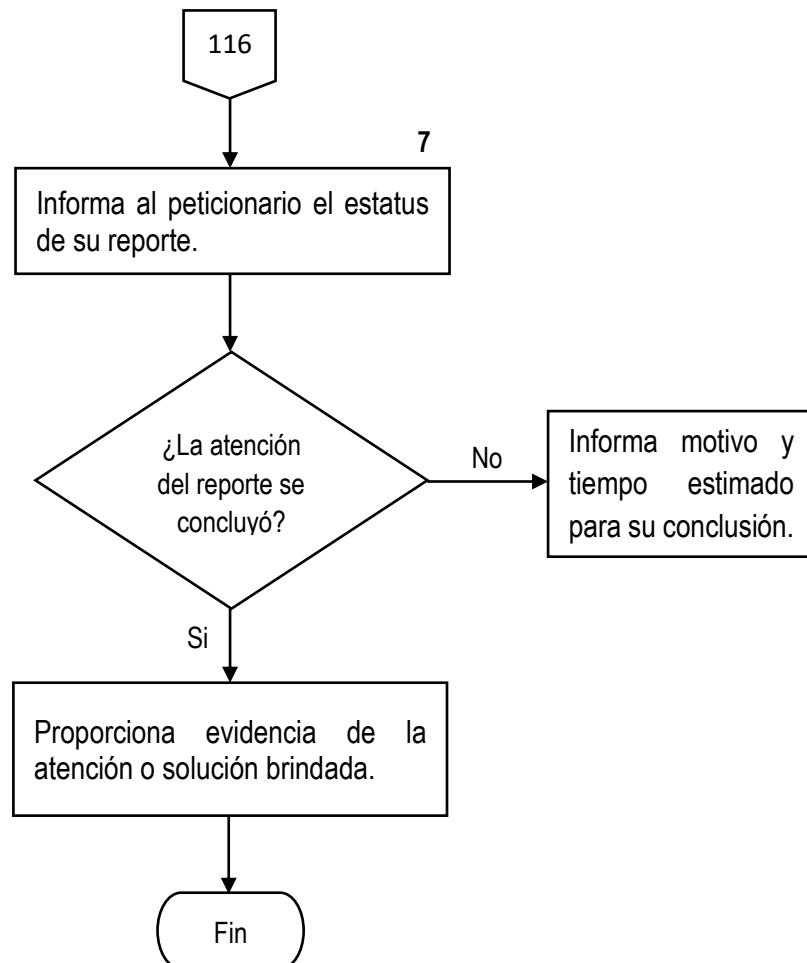 116
7
Informa al peticionario el estatus
de su reporte.
¿La atención
del reporte se
concluyó?
No
Informa motivo y
tiempo estimado
para su conclusión.
Si
Proporciona evidencia de la
atención o solución brindada.
Fin